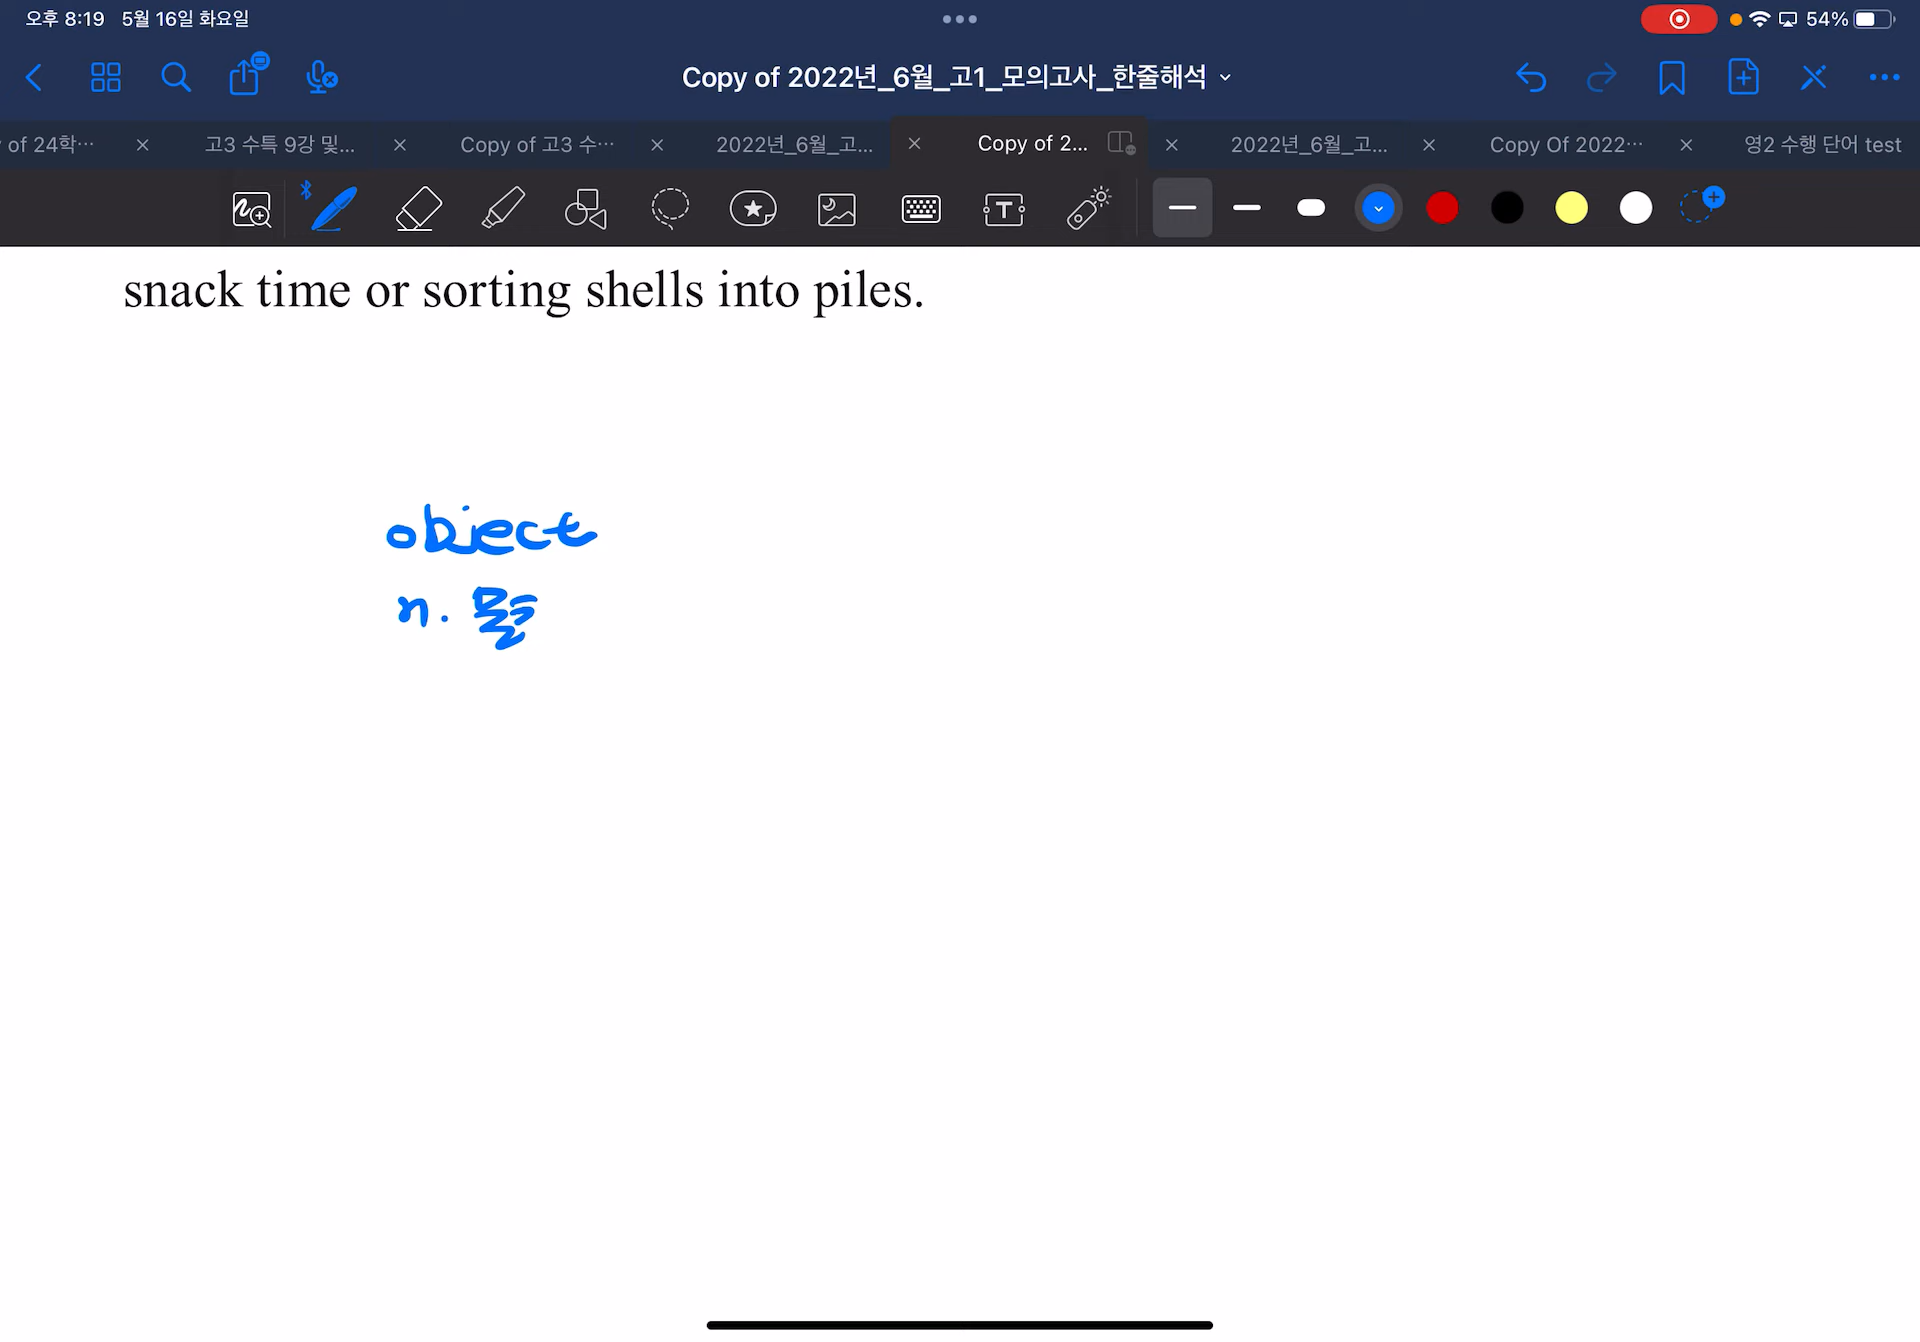 오후 8:19 5월 16일 화요일 54%
Copy of 2022년_6월_고1_모의고사_한줄해석
of 24학… 고3 수특 9강 및... Copy of 고3 수… 2022년_6월_고... Copy of 2... 2022년_6월_고... Copy Of 2022… 영2 수행 단어 test
snack time or sorting shells into piles.
object
n.